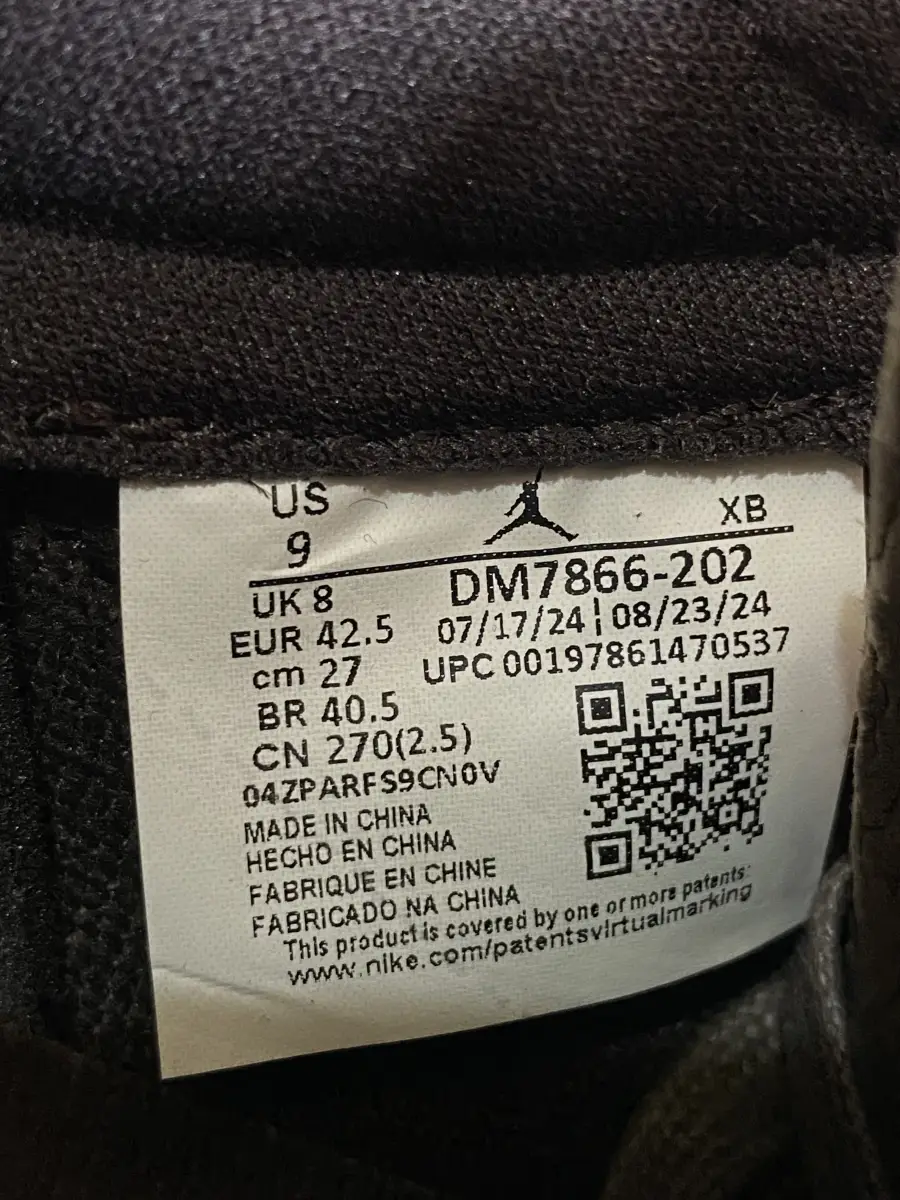 US
9
XB
UK 8
DM7866-202
EUR 42.5
07/17/24 | 08/23/24
cm 27
UPC 00197861470537
BR 40.5
CN 270(2.5)
04ZPARFS9CN0V
MADE IN CHINA
HECHO EN CHINA
FABRIQUE EN CHINE
FABRICADO NA CHINA
This product is covered by one or more patents:
www.nike.com/patentsvirtualmarking